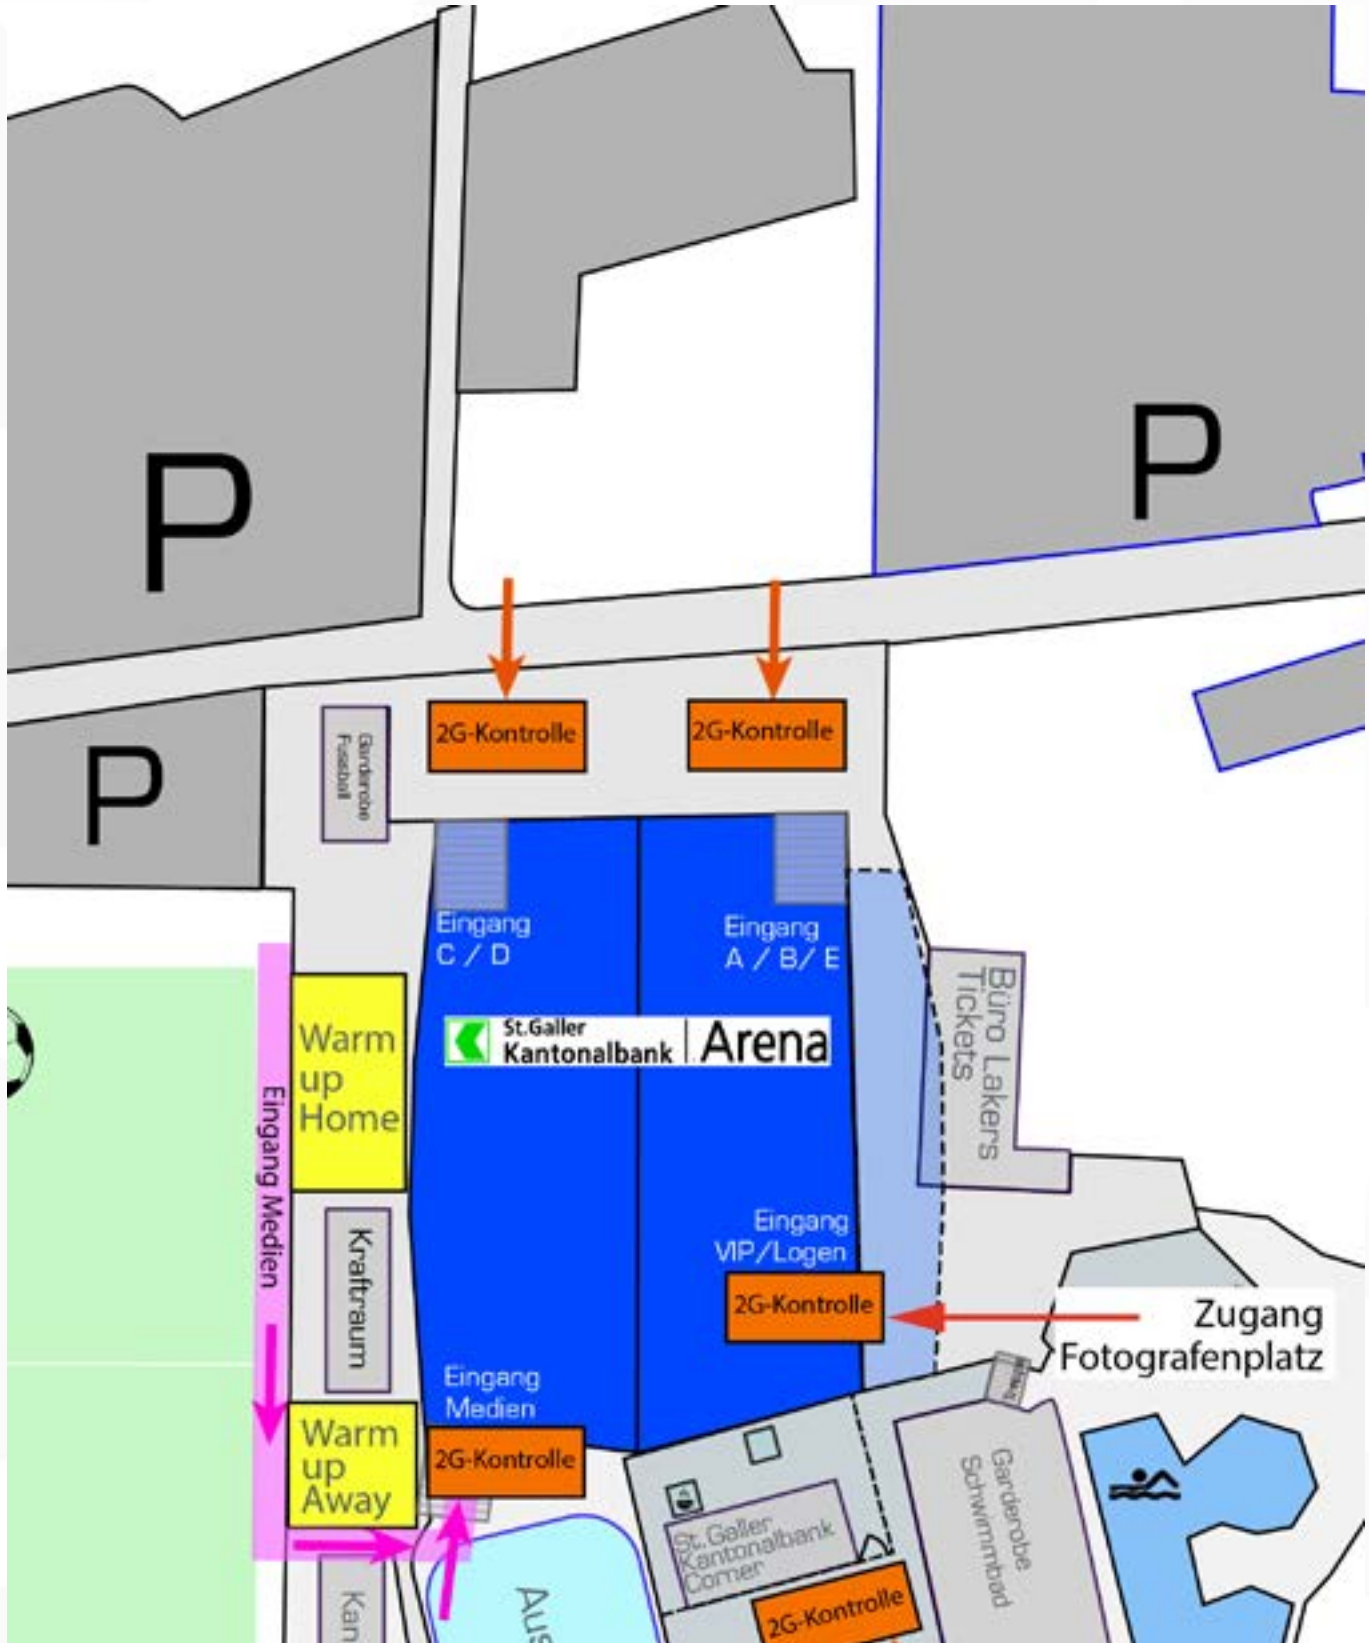 P
P
2G-Kontrolle
2G-Kontrolle
Garderobe
Fussball
P
Eingang
C / D
Eingang
A / B/ E
Büro Lakers
Tickets
Warm
up
Home
St.Galler
Kantonalbank
Arena
Eingang Medien
Kraftraum
Eingang
VIP/Logen
2G-Kontrolle
Zugang
Fotografenplatz
Eingang
Medien
2G-Kontrolle
Warm
up
Away
Garderobe
Schwimmbad
St.Galler
Kantonalbank
Corner
2G-Kontrolle
Kan
Aus